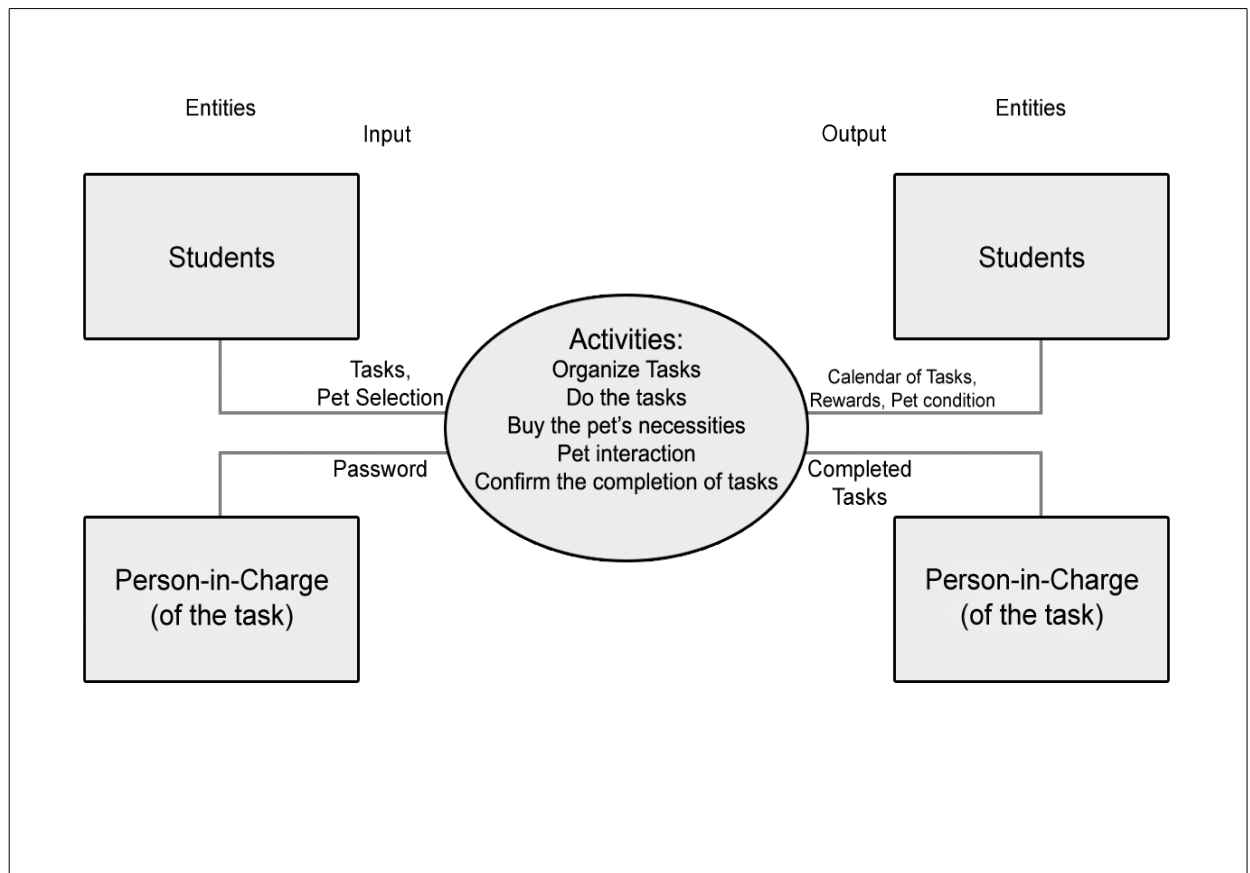 Entities
Entities
Input
Output
Students
Students
Activities:
Organize Tasks
Do the tasks
Buy the pet's necessities
Pet interaction
Confirm the completion of tasks
Tasks,
Pet Selection
Calendar of Tasks,
Rewards, Pet condition
Password
Completed
Tasks
Person-in-Charge
(of the task)
Person-in-Charge
(of the task)